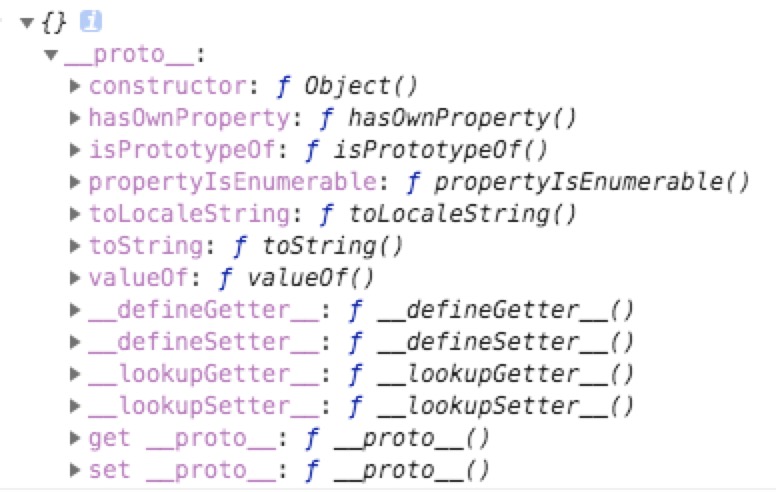 {} i
__proto__:
constructor: ƒ Object()
hasOwnProperty: ƒ hasOwnProperty()
isPrototypeOf: ƒ isPrototypeOf()
propertyIsEnumerable: ƒ propertyIsEnumerable()
toLocaleString: ƒ toLocaleString()
toString: ƒ toString()
valueOf: ƒ valueOf()
__defineGetter__: ƒ __defineGetter__()
__defineSetter__: ƒ __defineSetter__()
__lookupGetter__: ƒ __lookupGetter__()
__lookupSetter__: ƒ __lookupSetter__()
get __proto__: ƒ __proto__()
set __proto__: ƒ __proto__()